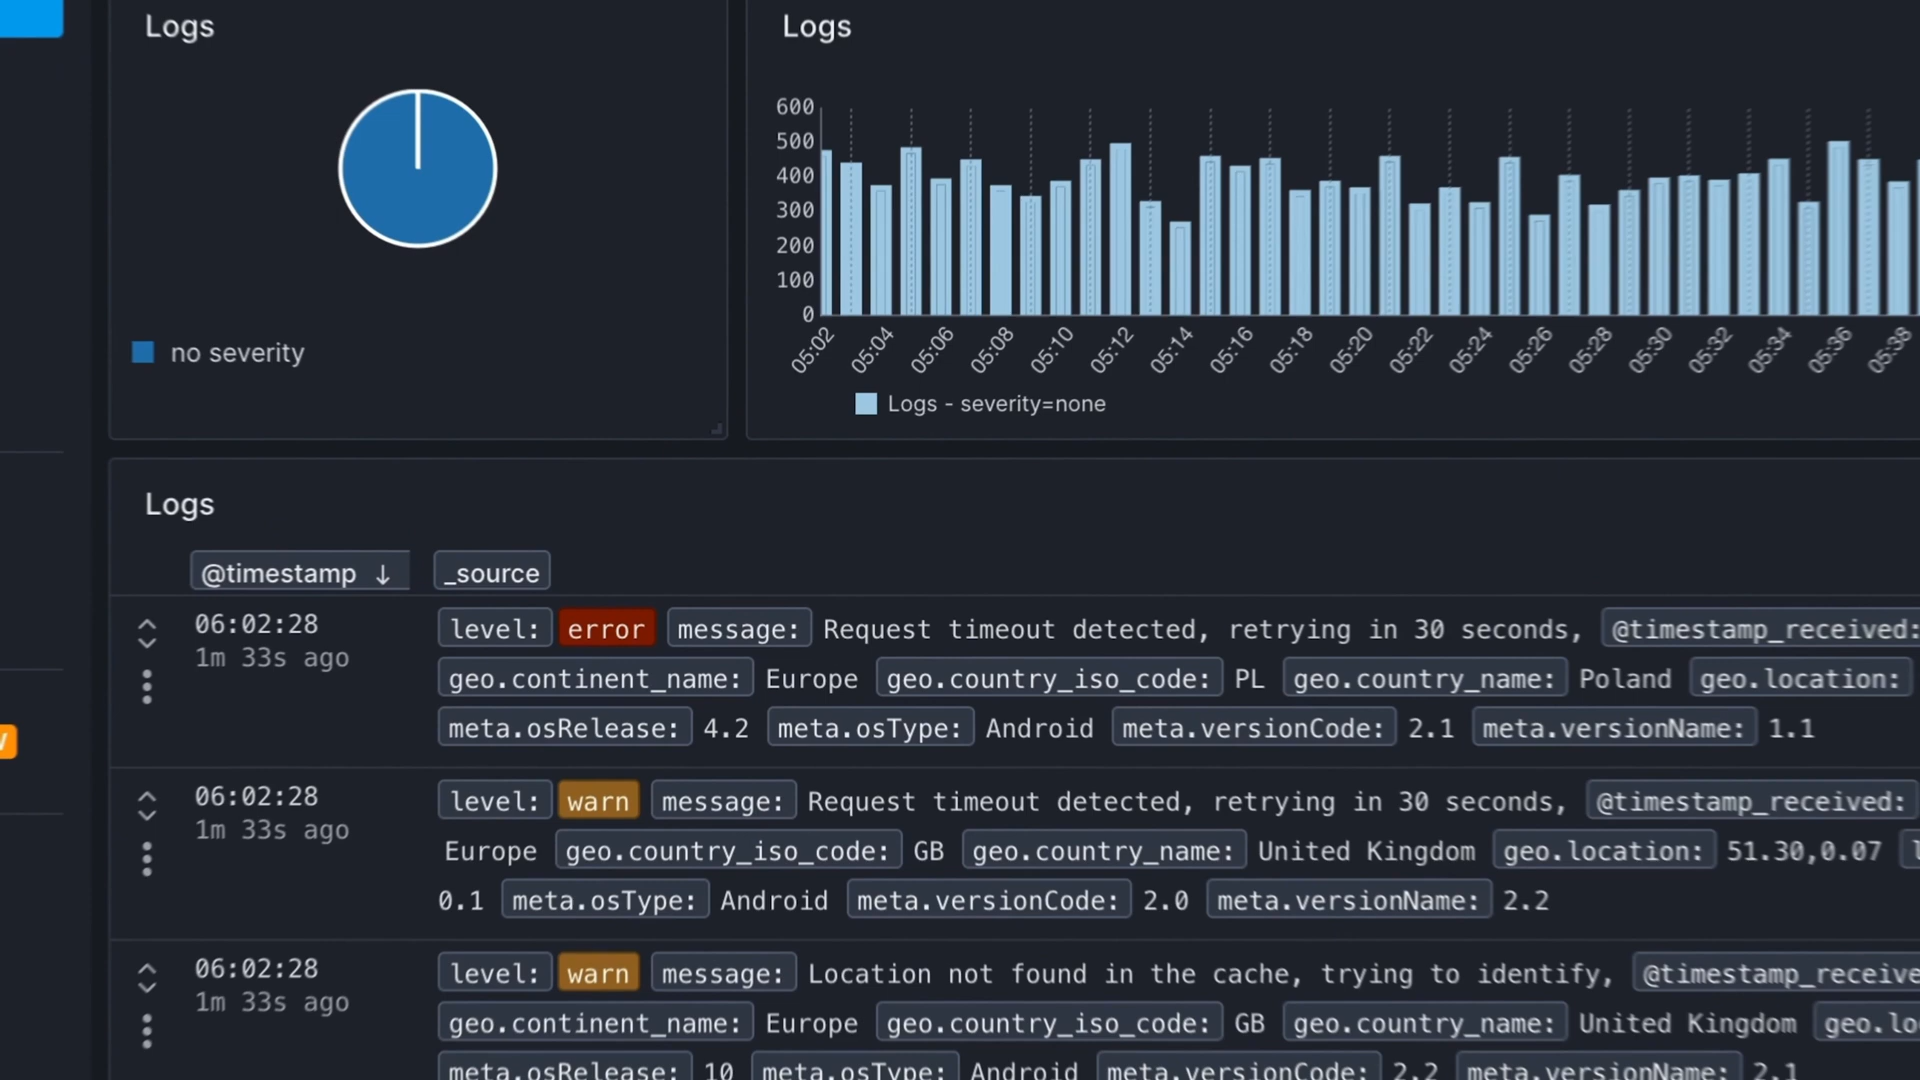 Logs
no severity
Logs
600
500
400
300
200
100
0
05:02 05:04 05:06 05:08 05:10 05:12 05:14 05:16 05:18 05:20 05:22 05:24 05:26 05:28 05:30 05:32 05:34 05:36 05:38
Logs - severity=none
Logs
@timestamp ↓ _source
06:02:28
1m 33s ago
level: error message: Request timeout detected, retrying in 30 seconds, @timestamp_received:
geo.continent_name: Europe geo.country_iso_code: PL geo.country_name: Poland geo.location:
meta.osRelease: 4.2 meta.osType: Android meta.versionCode: 2.1 meta.versionName: 1.1
06:02:28
1m 33s ago
level: warn message: Request timeout detected, retrying in 30 seconds, @timestamp_received:
Europe geo.country_iso_code: GB geo.country_name: United Kingdom geo.location: 51.30,0.07
0.1 meta.osType: Android meta.versionCode: 2.0 meta.versionName: 2.2
06:02:28
1m 33s ago
level: warn message: Location not found in the cache, trying to identify, @timestamp_receive
geo.continent_name: Europe geo.country_iso_code: GB geo.country_name: United Kingdom geo.lo
meta.osRelease: 10 meta.osType: Android meta.versionCode: 2.2 meta.versionName: 2.1